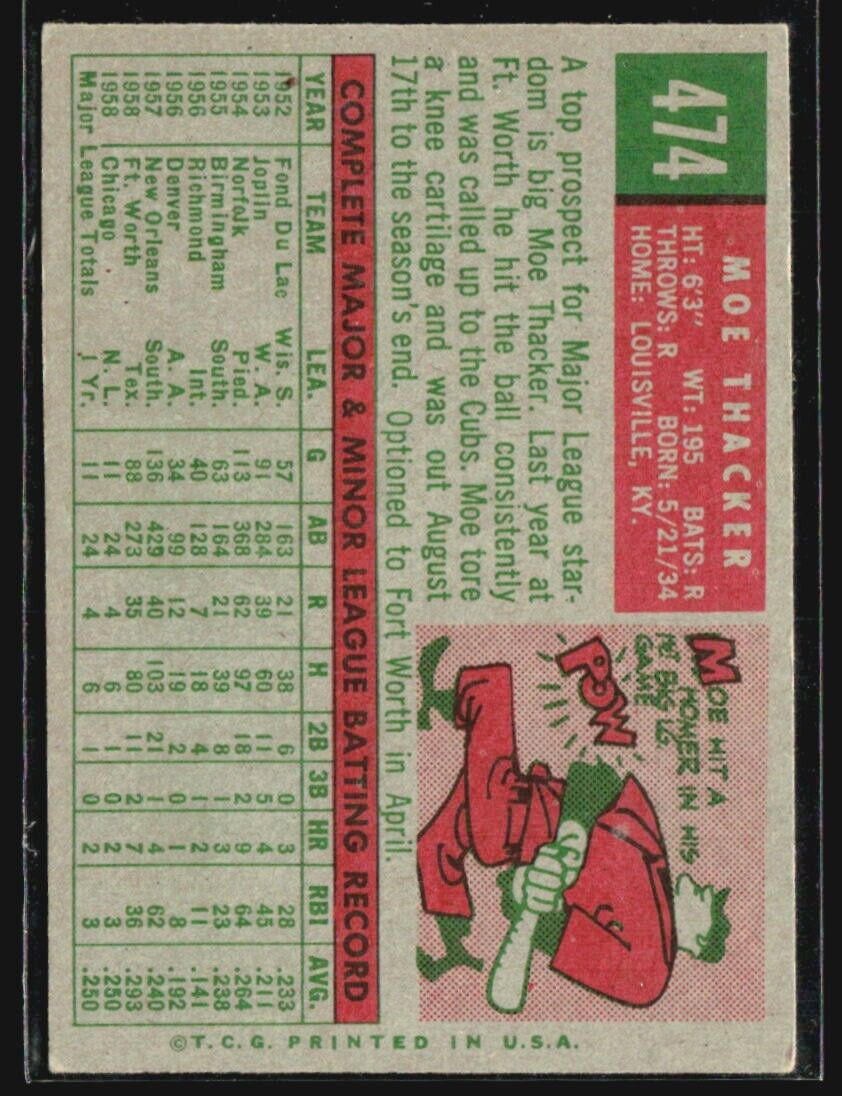 474
MOE THACKER
HT: 6'3" WT: 195 BATS: R
THROWS: R BORN: 5/21/34
HOME: LOUISVILLE, KY.
A top prospect for Major League star-
dom is big Moe Thacker. Last year at
Ft. Worth he hit the ball consistently
and was called up to the Cubs. Moe tore
a knee cartilage and was out August
17th to the season's end. Optioned to Fort Worth in April.
MOE HIT A
HOMER IN HIS
1ST BIG LG
GAME
POW
COMPLETE MAJOR & MINOR LEAGUE BATTING RECORD
YEAR TEAM LEA. G AB R H 2B 3B HR RBI AVG.
1952 Fond Du Lac Wis. S. 57 163 21 38 6 0 3 28 .233
1953 Joplin W. A. 91 284 39 60 11 5 4 45 .211
1954 Norfolk Pied. 113 368 62 97 18 2 9 64 .264
1955 Birmingham South. 63 164 21 39 8 1 3 23 .238
1956 Richmond Int. 40 128 7 18 4 1 2 11 .141
1956 Denver A. A. 34 99 12 19 2 0 1 8 .192
1957 New Orleans South. 136 429 40 103 21 1 4 62 .240
1958 Ft. Worth Tex. 88 273 35 80 11 2 7 36 .293
1958 Chicago N. L. 11 24 4 6 1 0 2 3 .250
Major League Totals 1 Yr. 11 24 4 6 1 0 2 3 .250
©T.C.G. PRINTED IN U.S.A.